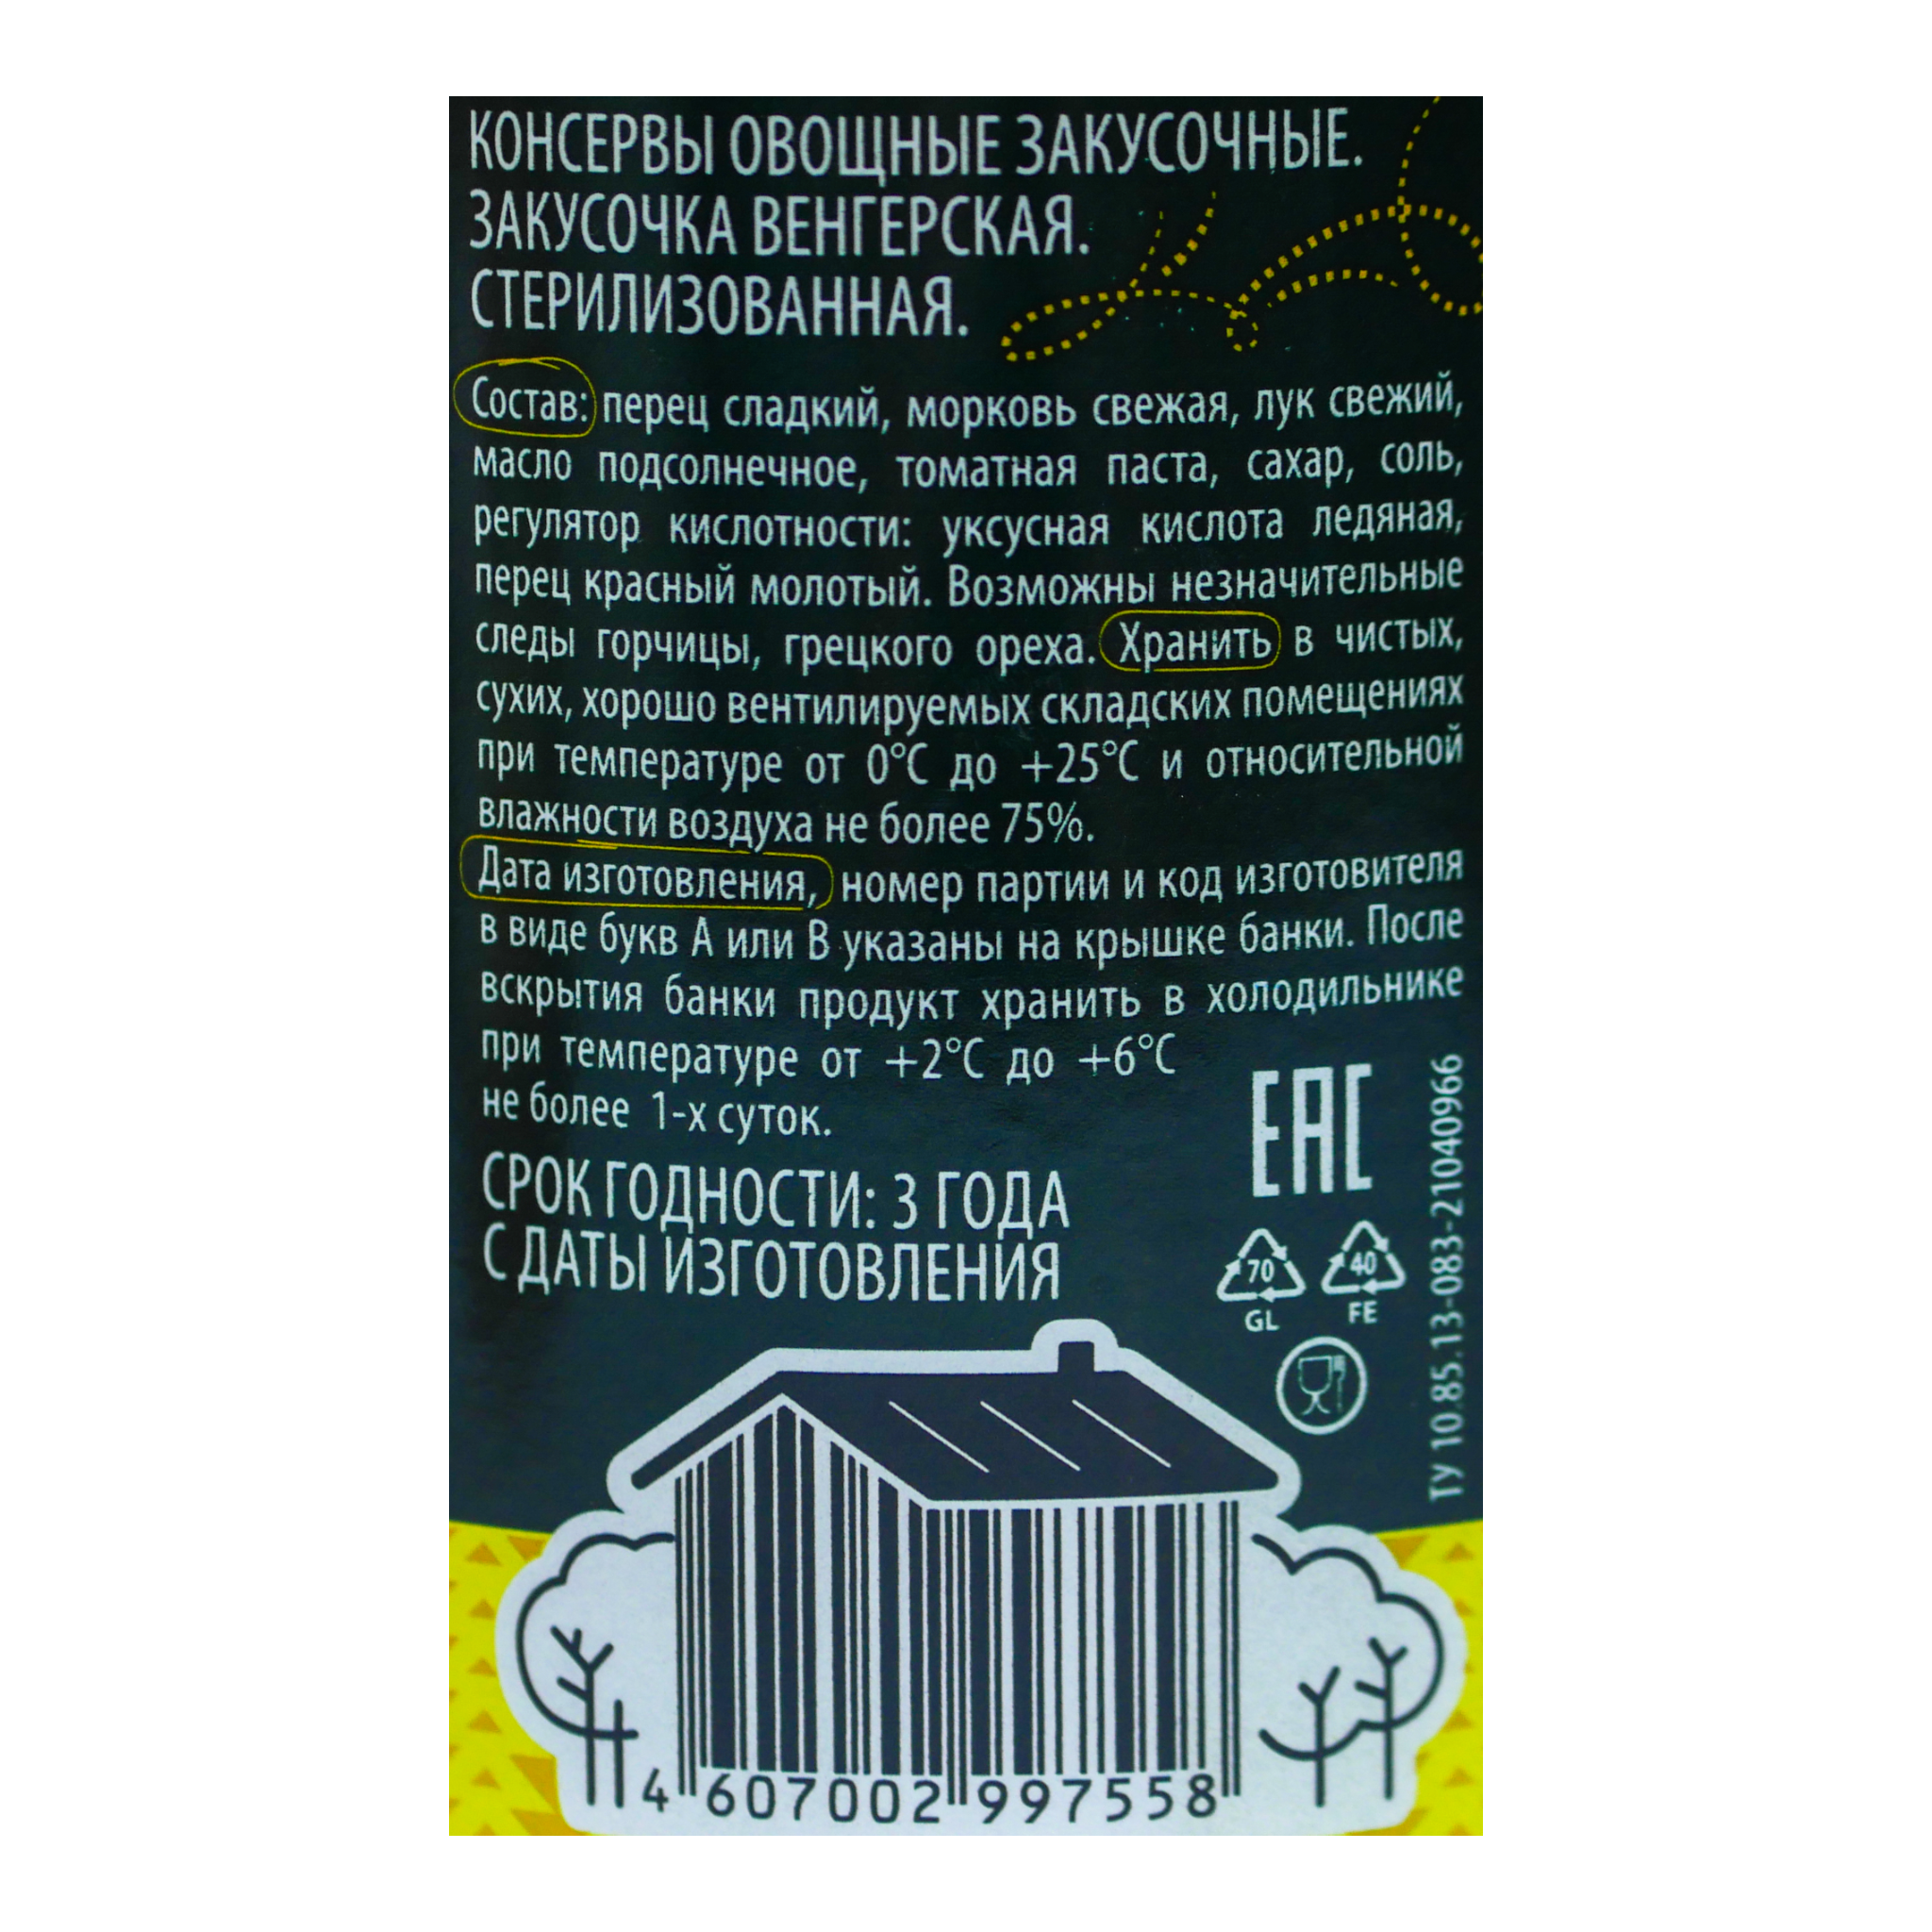 КОНСЕРВЫ ОВОЩНЫЕ ЗАКУСОЧНЫЕ.
ЗАКУСОЧКА ВЕНГЕРСКАЯ.
СТЕРИЛИЗОВАННАЯ.
Состав: перец сладкий, морковь свежая, лук свежий,
масло подсолнечное, томатная паста, сахар, соль,
регулятор кислотности: уксусная кислота ледяная,
перец красный молотый. Возможны незначительные
следы горчицы, грецкого ореха. Хранить в чистых,
сухих, хорошо вентилируемых складских помещениях
при температуре от 0°С до +25°С и относительной
влажности воздуха не более 75%.
Дата изготовления, номер партии и код изготовителя
в виде букв А или В указаны на крышке банки. После
вскрытия банки продукт хранить в холодильнике
при температуре от +2°С до +6°С
не более 1-х суток.
СРОК ГОДНОСТИ: 3 ГОДА
С ДАТЫ ИЗГОТОВЛЕНИЯ
EAC
70
GL
40
FE
ТУ 10.85.13-083-21040966
4 607002 997558